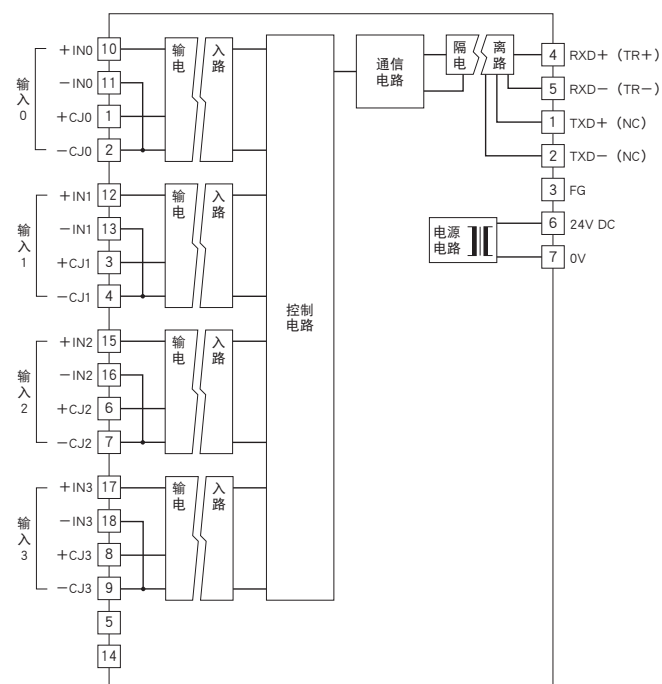 输入0
+IN0 10
-IN0 11
+CJ0 1
-CJ0 2
输入电路
输入1
+IN1 12
-IN1 13
+CJ1 3
-CJ1 4
输入电路
输入2
+IN2 15
-IN2 16
+CJ2 6
-CJ2 7
输入电路
输入3
+IN3 17
-IN3 18
+CJ3 8
-CJ3 9
输入电路
5
14
控制
电路
通信
电路
隔离电路
4 RXD+ (TR+)
5 RXD- (TR-)
1 TXD+ (NC)
2 TXD- (NC)
3 FG
电源
电路
6 24V DC
7 0V